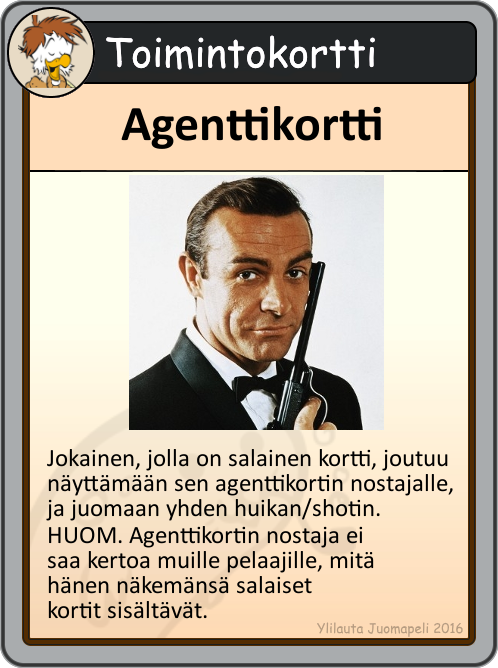 Toimintokortti
Agenttikortti
Jokainen, jolla on salainen kortti, joutuu
näyttämään sen agenttikortin nostajalle,
ja juomaan yhden huikan/shotin.
HUOM. Agenttikortin nostaja ei
saa kertoa muille pelaajille, mitä
hänen näkemänsä salaiset
kortit sisältävät.
Ylilauta Juomapeli 2016